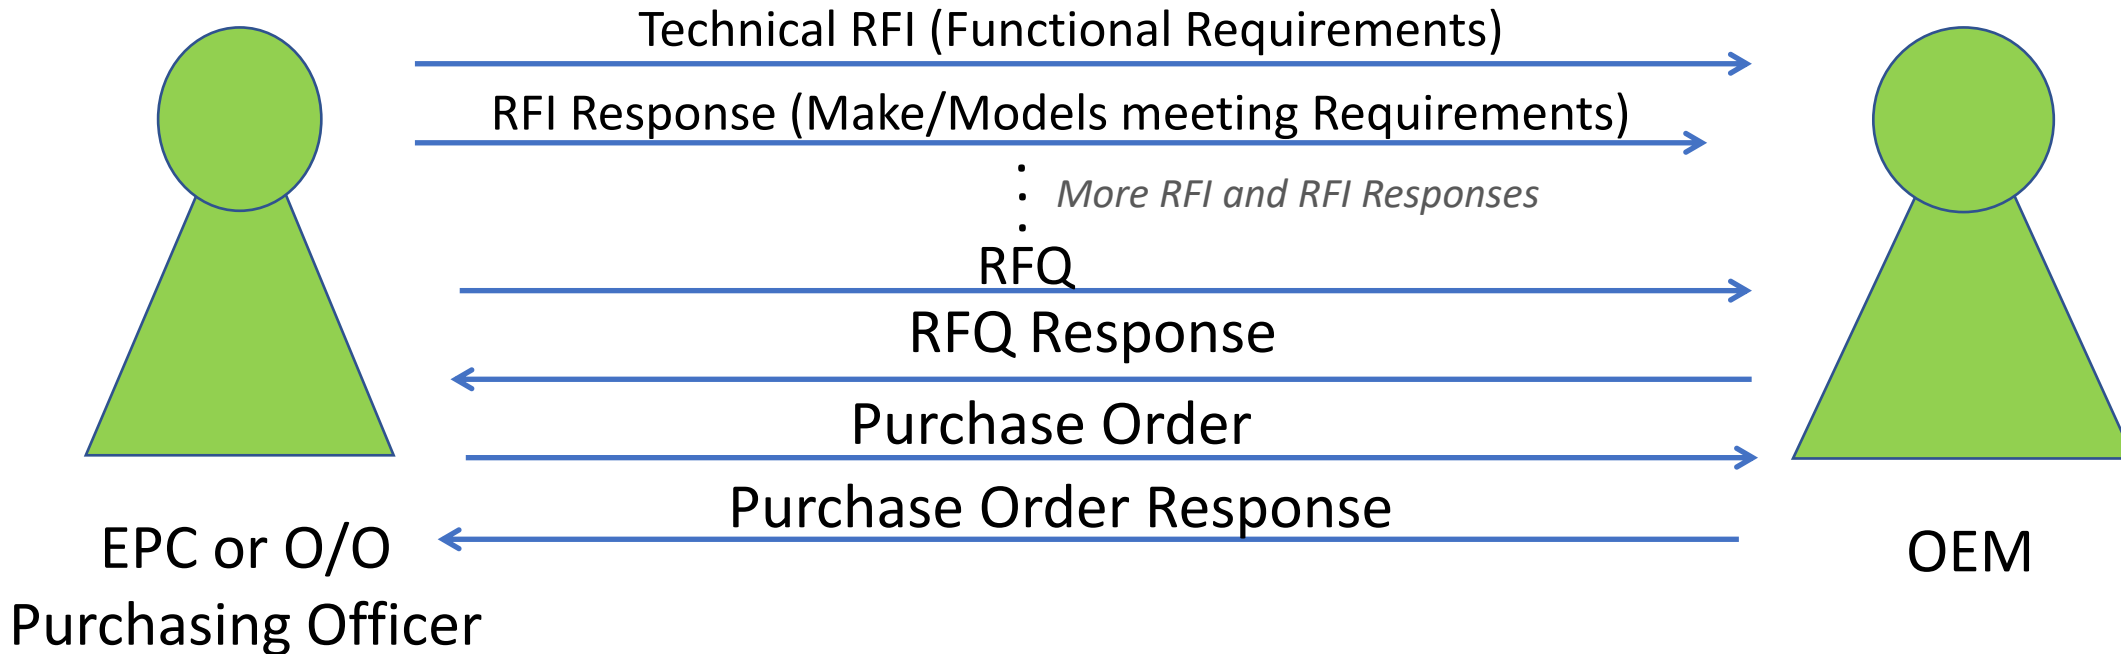 Technical RFI (Functional Requirements)
RFI Response (Make/Models meeting Requirements)
More RFI and RFI Responses
RFQ
RFQ Response
Purchase Order
Purchase Order Response
EPC or O/O
Purchasing Officer
OEM